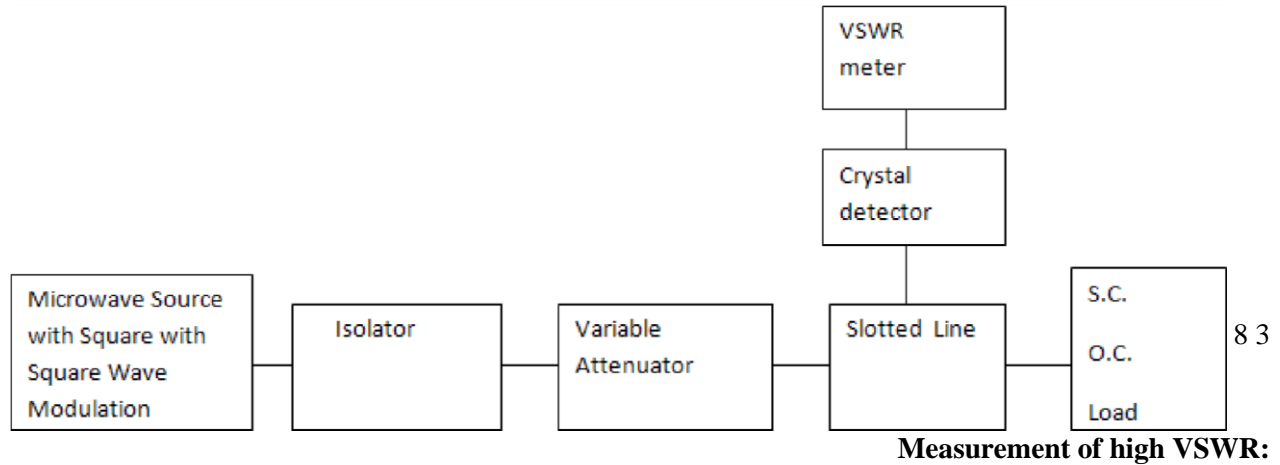 VSWR
meter
Crystal
detector
Microwave Source
with Square with
Square Wave
Modulation
Isolator
Variable
Attenuator
Slotted Line
S.C.
O.C.
Load
8 3
Measurement of high VSWR: